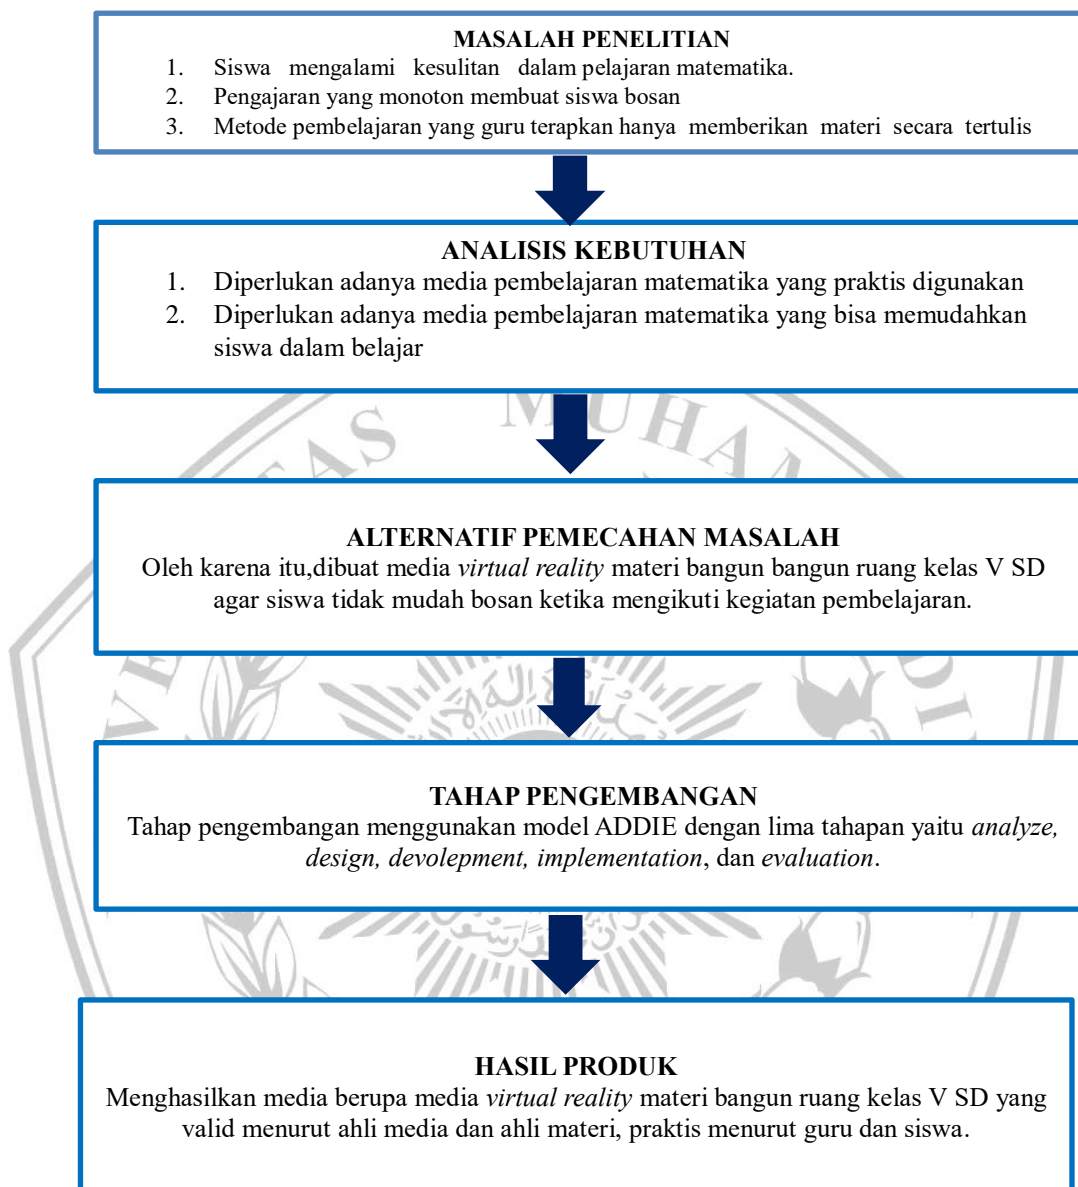 MASALAH PENELITIAN
1. Siswa mengalami kesulitan dalam pelajaran matematika.
2. Pengajaran yang monoton membuat siswa bosan
3. Metode pembelajaran yang guru terapkan hanya memberikan materi secara tertulis
ANALISIS KEBUTUHAN
1. Diperlukan adanya media pembelajaran matematika yang praktis digunakan
2. Diperlukan adanya media pembelajaran matematika yang bisa memudahkan
siswa dalam belajar
TAS MUHAM
ALTERNATIF PEMECAHAN MASALAH
Oleh karena itu,dibuat media virtual reality materi bangun bangun ruang kelas V SD
agar siswa tidak mudah bosan ketika mengikuti kegiatan pembelajaran.
TAHAP PENGEMBANGAN
Tahap pengembangan menggunakan model ADDIE dengan lima tahapan yaitu analyze,
design, devolepment, implementation, dan evaluation.
HASIL PRODUK
Menghasilkan media berupa media virtual reality materi bangun ruang kelas V SD yang
valid menurut ahli media dan ahli materi, praktis menurut guru dan siswa.